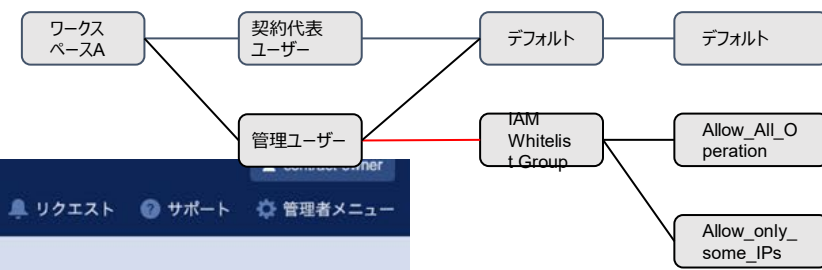 ワークス
ペースA
契約代表
ユーザー
デフォルト
デフォルト
管理ユーザー
IAM
Whitelis
t Group
Allow_All_O
peration
contract owner
リクエスト
サポート
管理者メニュー
Allow_only_
some_IPs